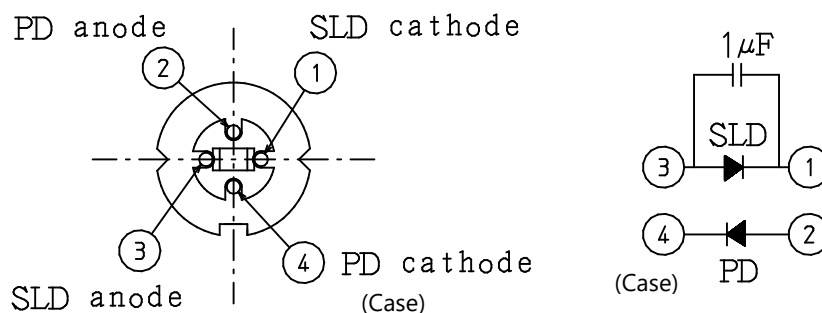 PD anode
SLD cathode
2
1
3
4
SLD anode
PD cathode
(Case)
1μF
SLD
3
1
4
2
(Case)
PD